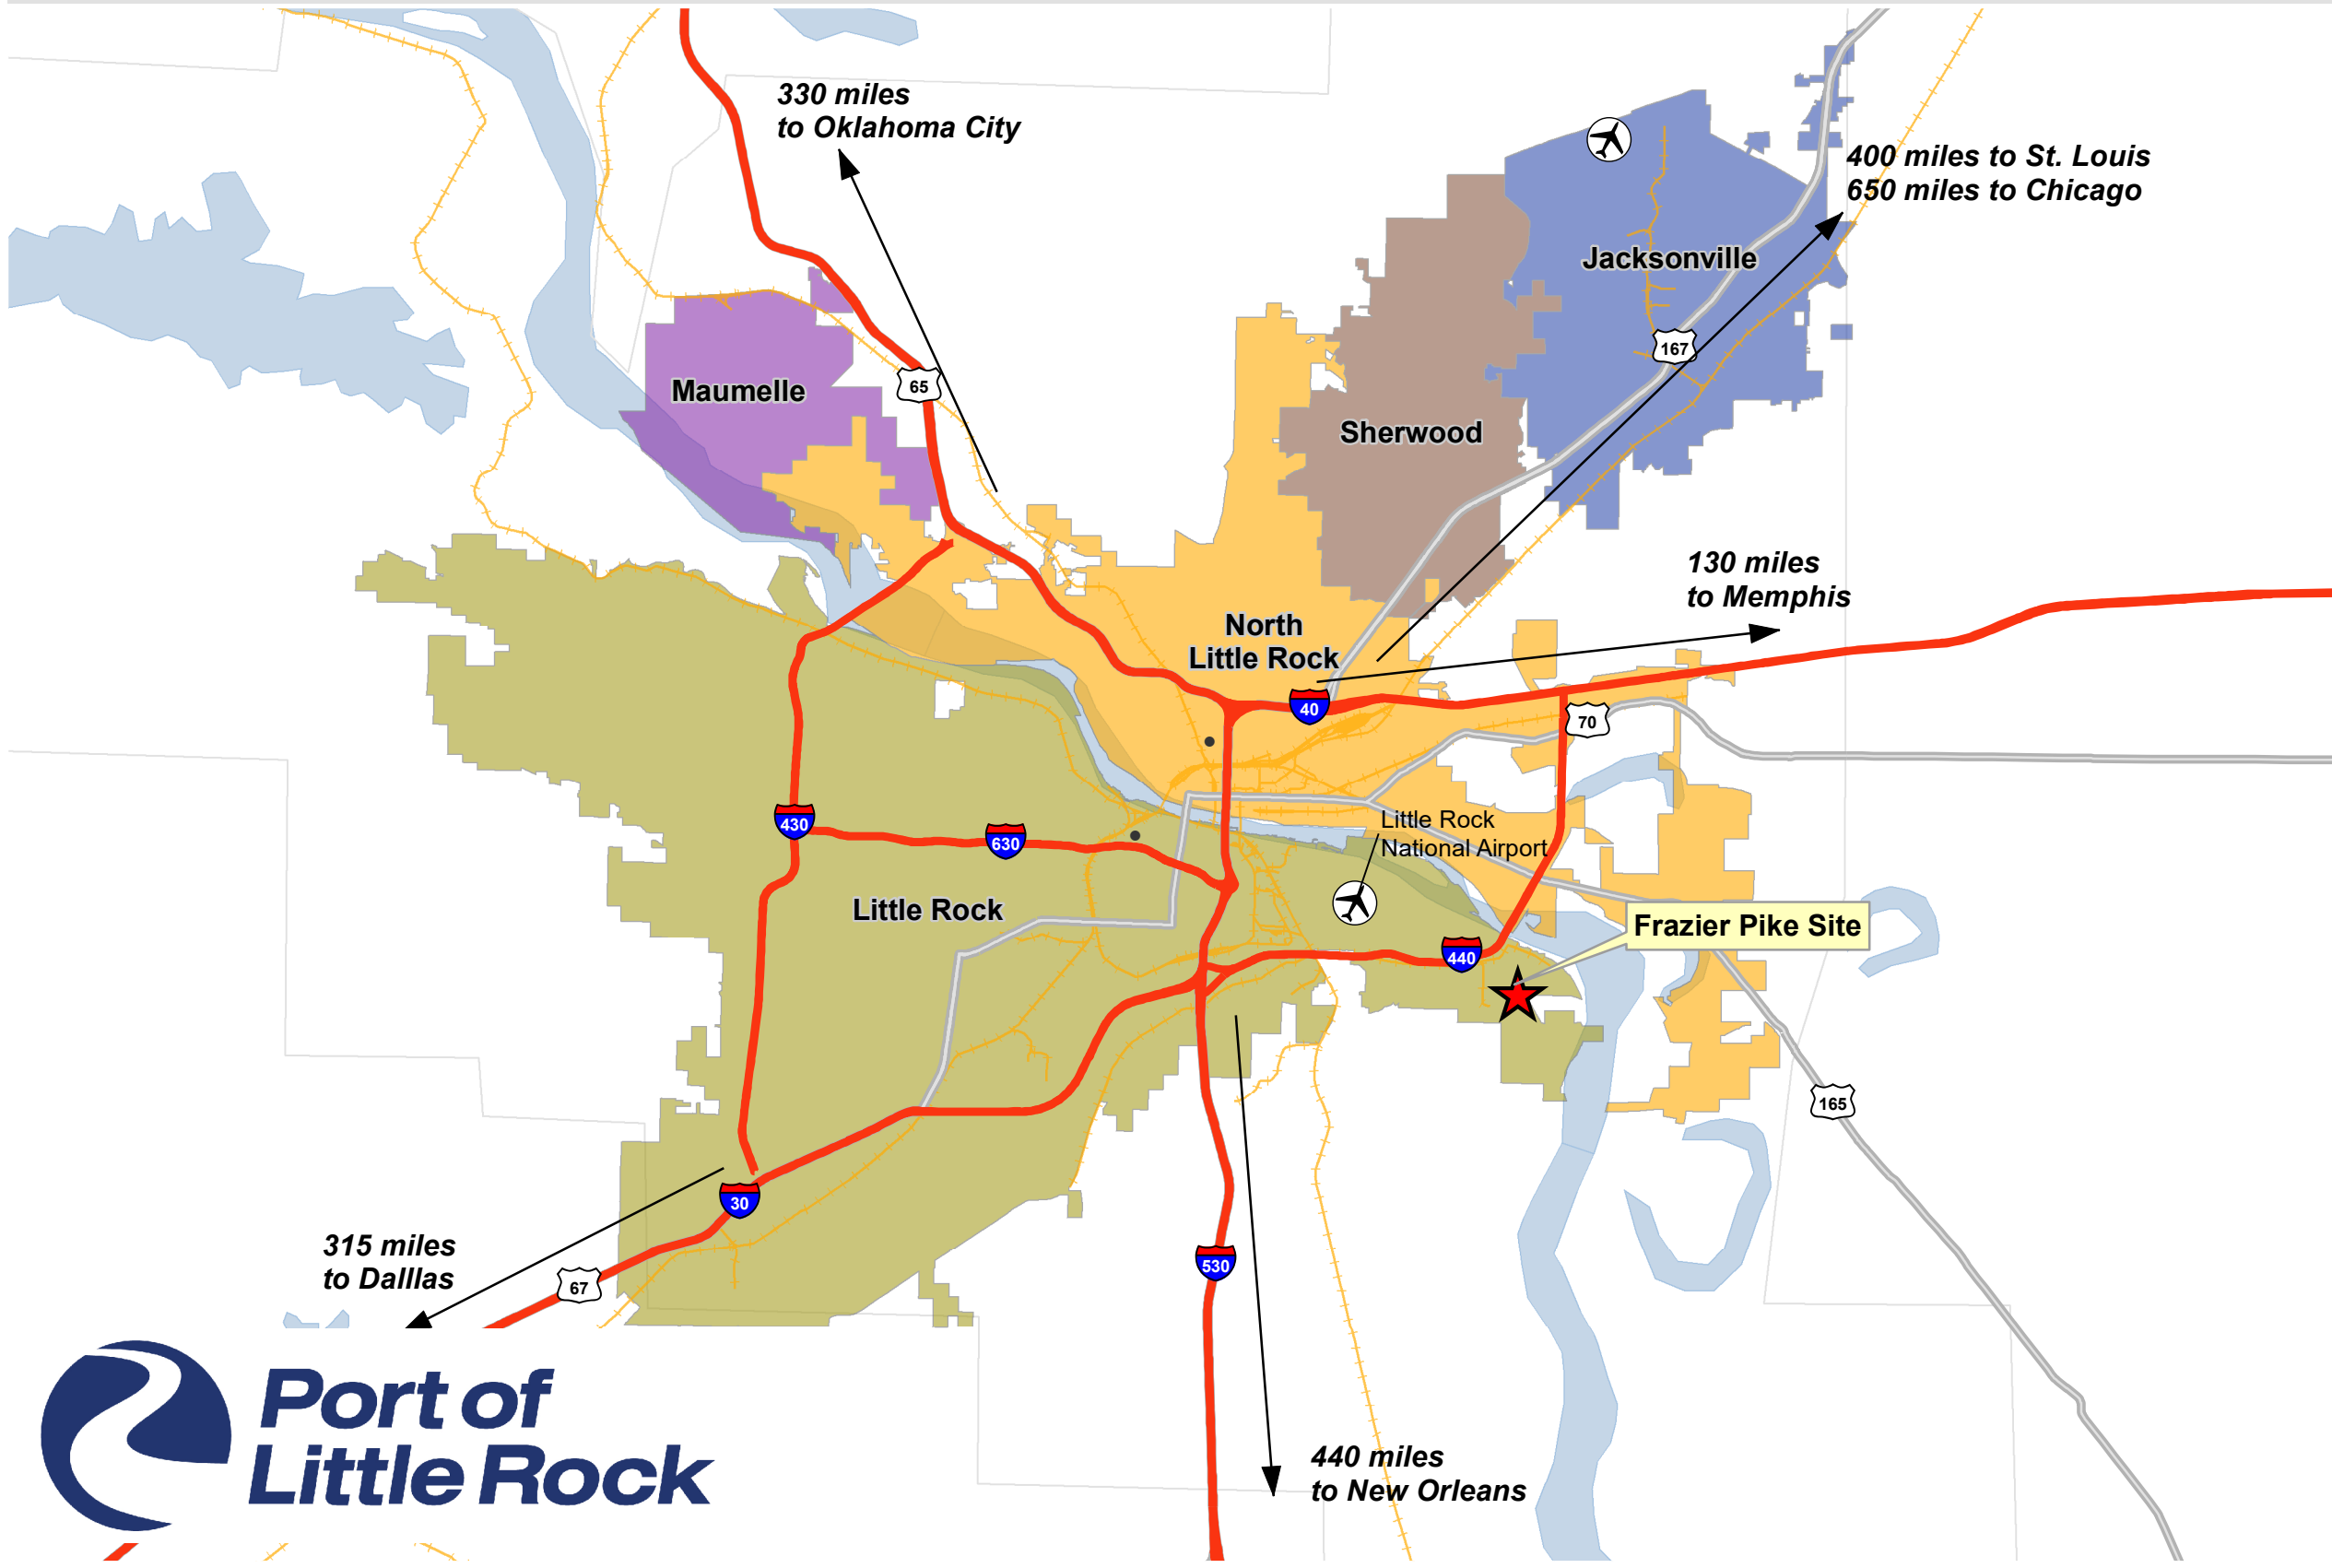 330 miles
to Oklahoma City
400 miles to St. Louis
650 miles to Chicago
Jacksonville
167
Maumelle
65
Sherwood
130 miles
to Memphis
North
Little Rock
40
70
430
630
Little Rock
National Airport
Little Rock
Frazier Pike Site
440
165
30
315 miles
to Dalllas
67
530
Port of
Little Rock
440 miles
to New Orleans